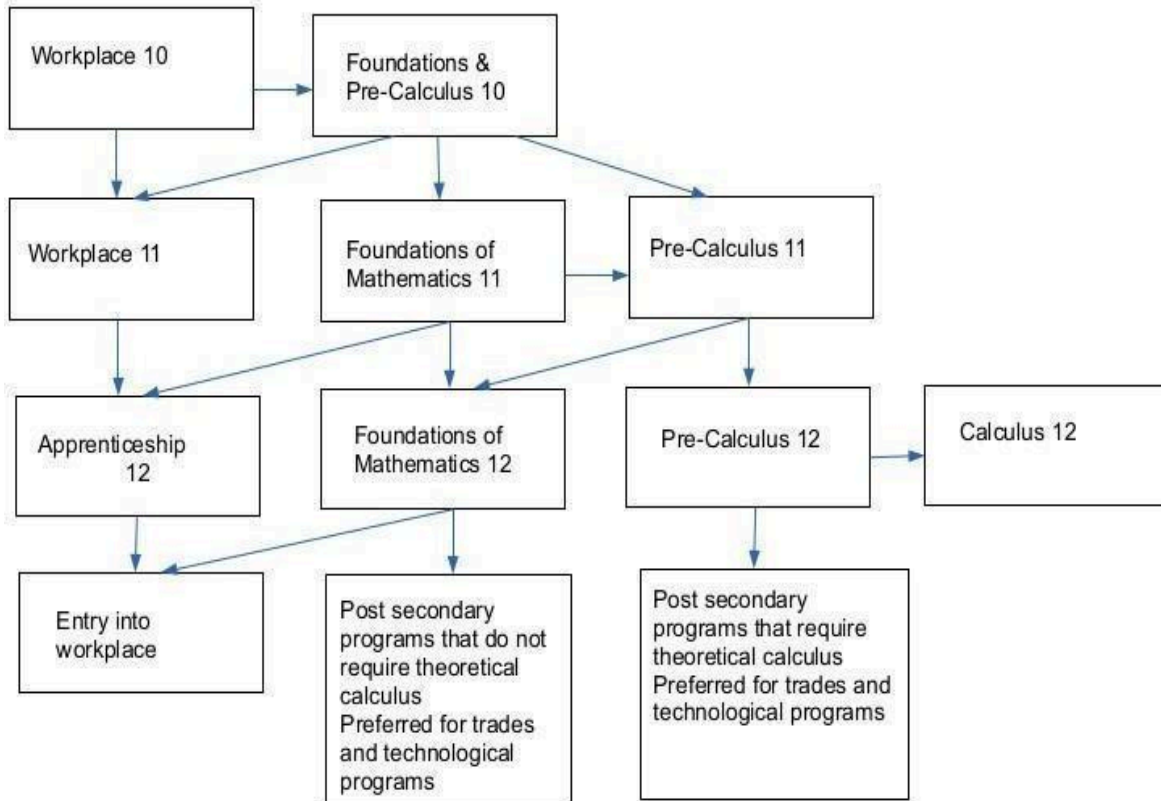 Workplace 10
Foundations &
Pre-Calculus 10
Workplace 11
Foundations of
Mathematics 11
Pre-Calculus 11
Apprenticeship
12
Foundations of
Mathematics 12
Pre-Calculus 12
Calculus 12
Entry into
workplace
Post secondary
programs that do not
require theoretical
calculus
Preferred for trades
and technological
programs
Post secondary
programs that require
theoretical calculus
Preferred for trades and
technological programs